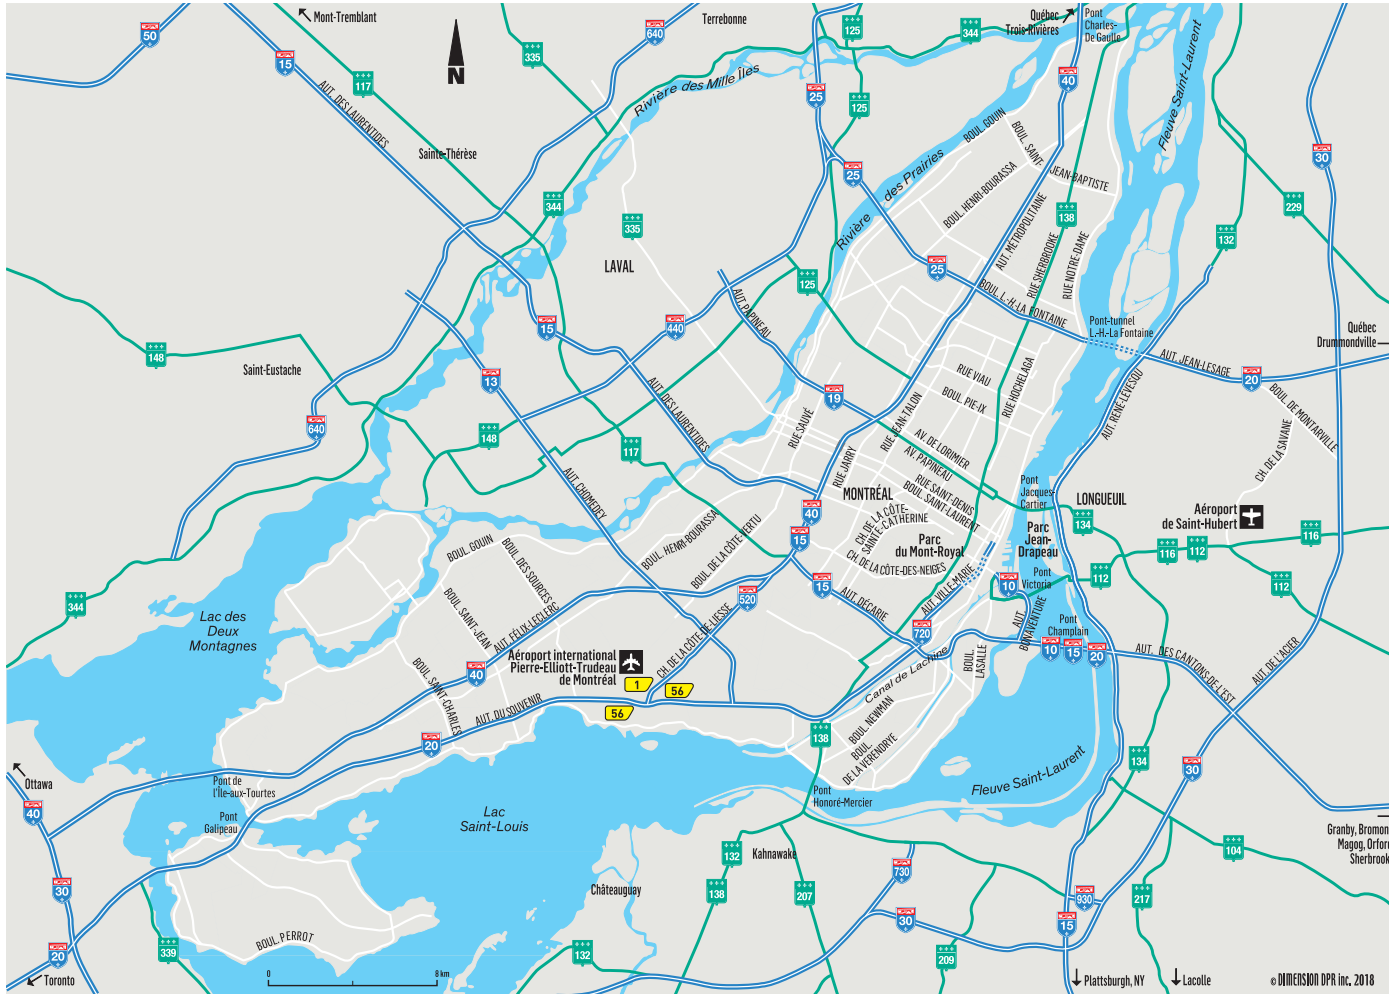 Mont-Tremblant
Terrebonne
Québec
Trois-Rivières
Pont
Charles-
De Gaulle
50
15
117
335
640
125
344
25
125
40
30
N
AUT. DES LAURENTIDES
Rivière des Mille Îles
Fleuve Saint-Laurent
Sainte-Thérèse
BOUL. GOUIN
BOUL. SAINT-
JEAN-BAPTISTE
BOUL. HENRI-BOURASSA
25
344
335
138
229
132
Rivière des Prairies
AUT. MÉTROPOLITAINE
RUE SHERBROOKE
RUE NOTRE-DAME
LAVAL
25
125
BOUL. L.-H.-LA FONTAINE
AUT. PAPINEAU
15
440
Pont-tunnel
L.-H.-La Fontaine
Québec
Drummondville
148
Saint-Eustache
AUT. JEAN-LESAGE
13
20
RUE VIAU
RUE HOCHELAGA
BOUL. PIE-IX
AUT. RENÉ-LÉVESQU
BOUL. DE MONTARVILLE
AUT. DES LAURENTIDES
19
RUE SAUVÉ
RUE JEAN-TALON
640
148
117
AV. DE LORIMIER
AV. PAPINEAU
CH. DE LA SAVANE
RUE JARRY
RUE SAINT-DENIS
BOUL. SAINT-LAURENT
AUT. CHOMEDEY
MONTRÉAL
Pont
Jacques-
Cartier
LONGUEUIL
134
Aéroport
de Saint-Hubert
40
CH. DE LA CÔTE-
SAINTE-CATHERINE
BOUL. HENRI-BOURASSA
BOUL. DE LA CÔTE-VERTU
15
Parc
du Mont-Royal
Parc
Jean-
Drapeau
116
112
116
BOUL. GOUIN
BOUL. DES SOURCES
CH. DE LA CÔTE-DES-NEIGES
Pont
Victoria
112
112
15
10
AUT. VILLE-MARIE
344
520
AUT. DÉCARIE
BOUL. SAINT-JEAN
AUT. FÉLIX-LECLERC
CH. DE LA CÔTE-DE-LIESSE
720
AUT.
BONAVENTURE
Pont
Champlain
Lac des
Deux
Montagnes
10
15
20
AUT. DES CANTONS-DE-L'EST
AUT. DE L'ACIER
Aéroport international
Pierre-Elliott-Trudeau
de Montréal
40
1
56
56
BOUL.
LASALLE
Canal de Lachine
BOUL. SAINT-CHARLES
AUT. DU SOUVENIR
20
138
BOUL. NEWMAN
BOUL.
DE LA VERENDRYE
134
30
Fleuve Saint-Laurent
Ottawa
40
Pont de
l'Île-aux-Tourtes
Pont
Galipeau
Lac
Saint-Louis
Pont
Honoré-Mercier
Granby, Bromon
Magog, Orford
Sherbrook
132
Kahnawake
104
730
30
Châteauguay
138
207
930
217
30
15
BOUL. PERROT
20
339
132
209
Toronto
0
8 km
Plattsburgh, NY
Lacolle
© DIMENSION DPR inc. 2018